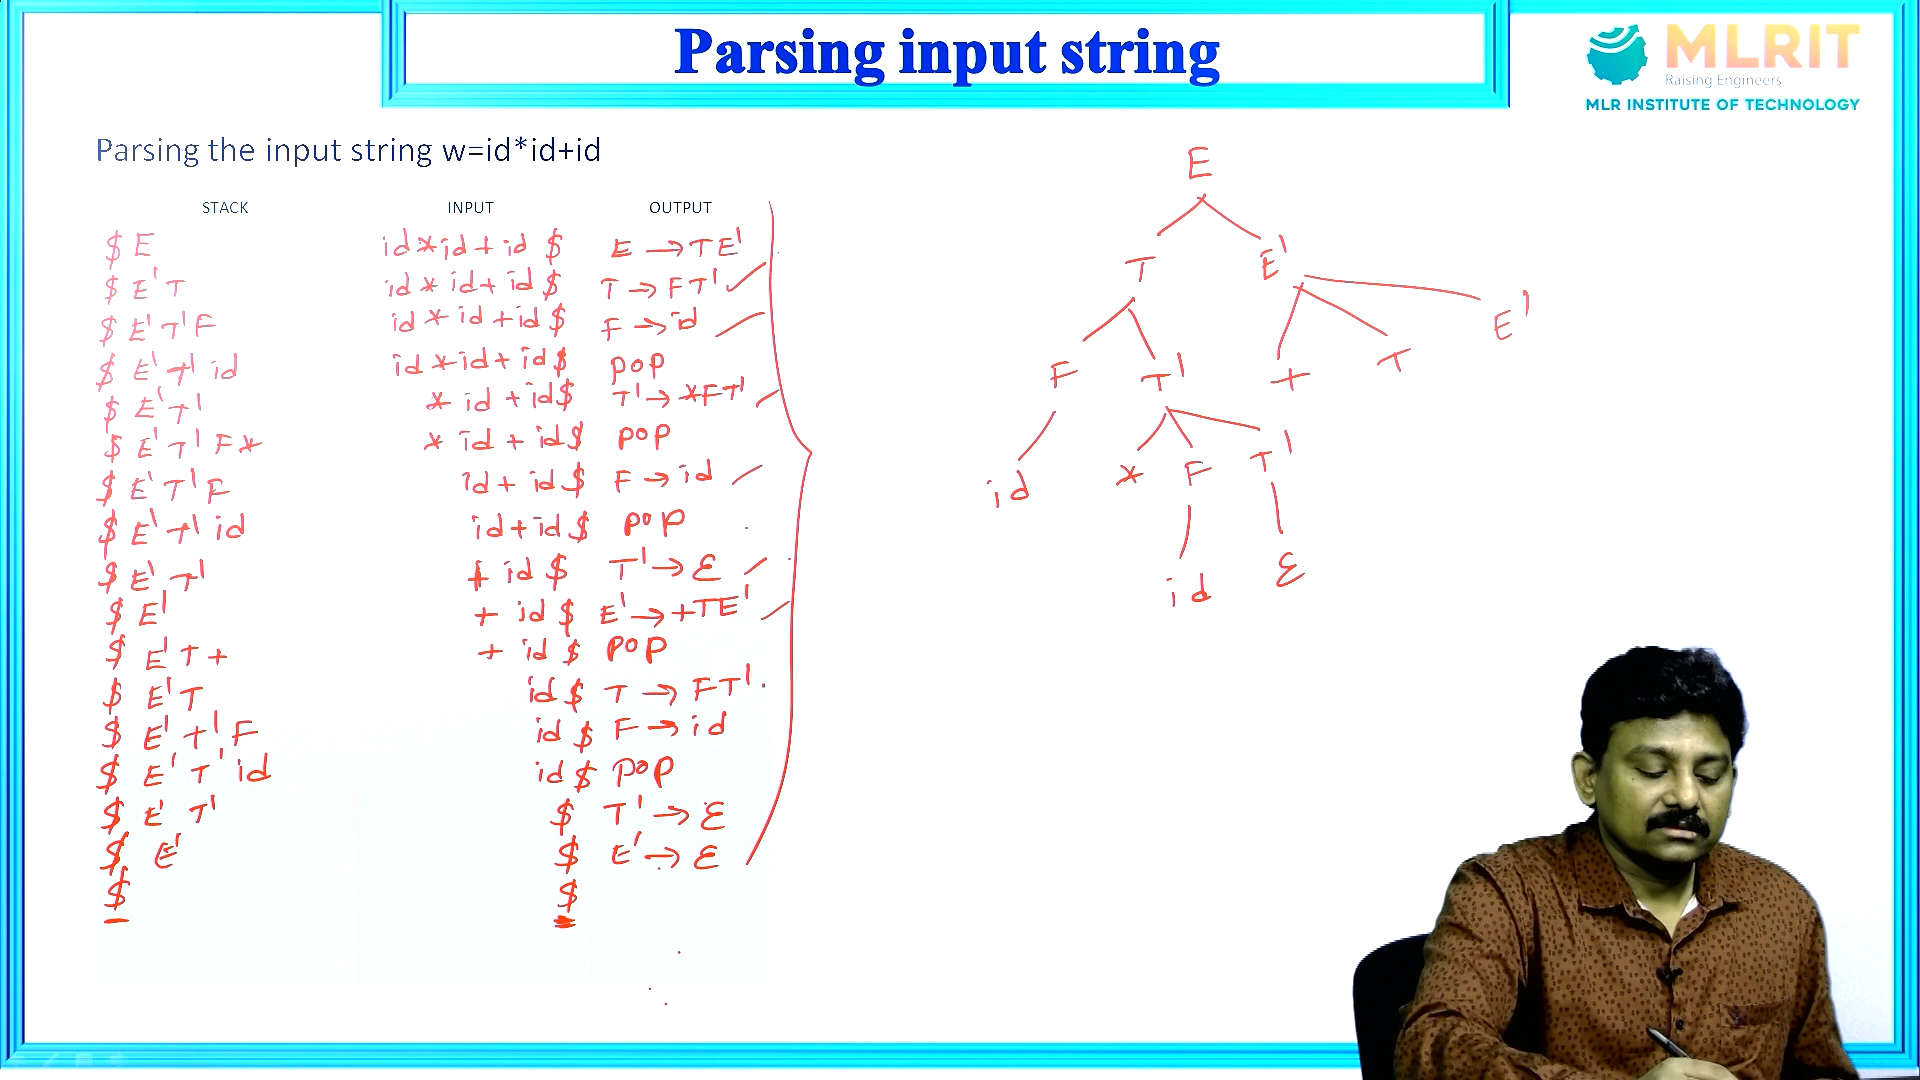 Parsing input string
MLRIT
Raising Engineers
MLR INSTITUTE OF TECHNOLOGY
Parsing the input string w=id*id+id
STACK INPUT OUTPUT
$ E id*id+id $ E → TE'
$ E'T id*id+id $ T → FT'
$ E'T'F id*id+id $ F → id
$ E'T'id id*id+id $ pop
$ E'T' *id+id $ T' → *FT'
$ E'T'F* *id+id $ pop
$ E'T'F id+id $ F → id
$ E'T'id id+id $ pop
$ E'T' +id $ T' → ε
$ E' +id $ E' → +TE'
$ E'T+ +id $ pop
$ E'T id $ T → FT'
$ E'T'F id $ F → id
$ E'T'id id $ pop
$ E'T' $ T' → ε
$ E' $ E' → ε
$ $
E
T E'
F T' + T E'
id * F T'
id ε